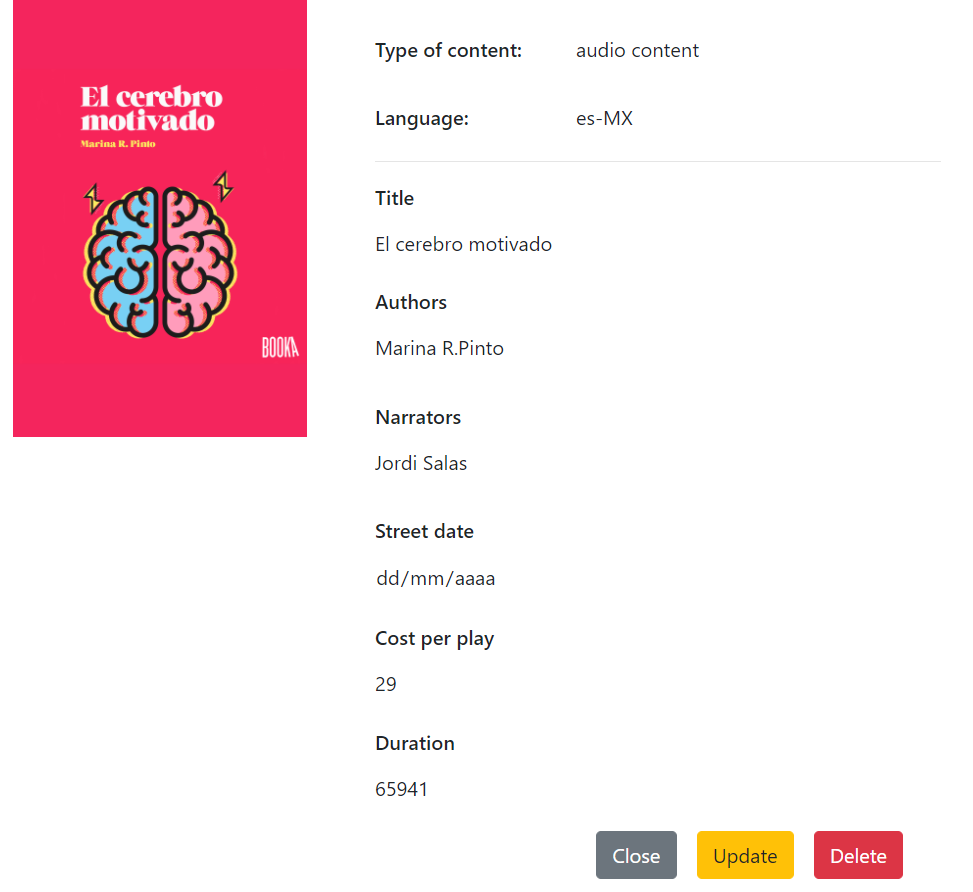 El cerebro
motivado
Marina R. Pinto
BOOKA
Type of content: audio content
Language: es-MX
Title
El cerebro motivado
Authors
Marina R.Pinto
Narrators
Jordi Salas
Street date
dd/mm/aaaa
Cost per play
29
Duration
65941
Close Update Delete